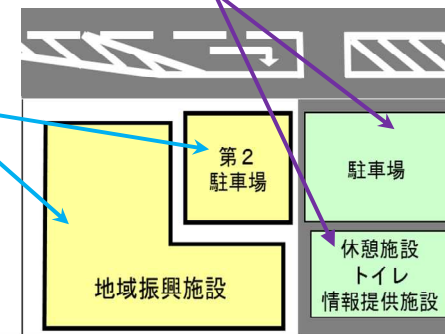 第２
駐車場
駐車場
地域振興施設
休憩施設
トイレ
情報提供施設